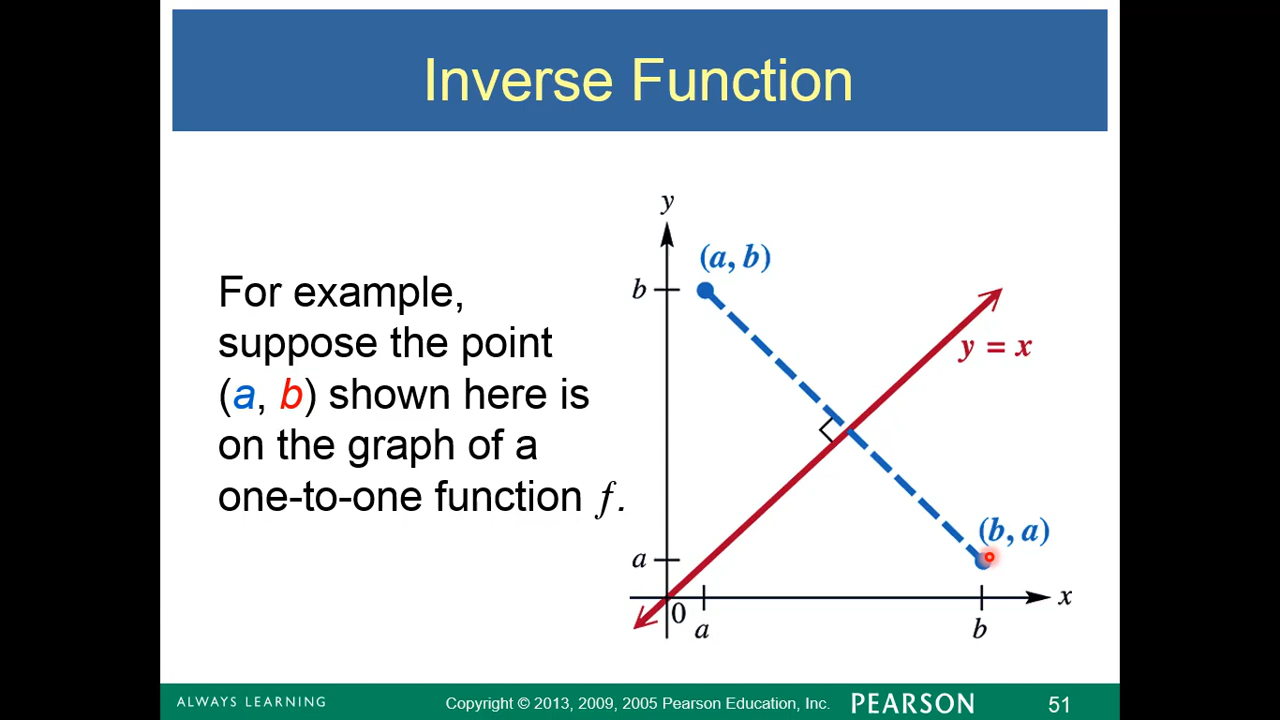 Inverse Function
For example,
suppose the point
(a, b) shown here is
on the graph of a
one-to-one function f.
y
(a, b)
b
y = x
(b, a)
a
0
x
a
b
ALWAYS LEARNING
Copyright © 2013, 2009, 2005 Pearson Education, Inc.
PEARSON
51